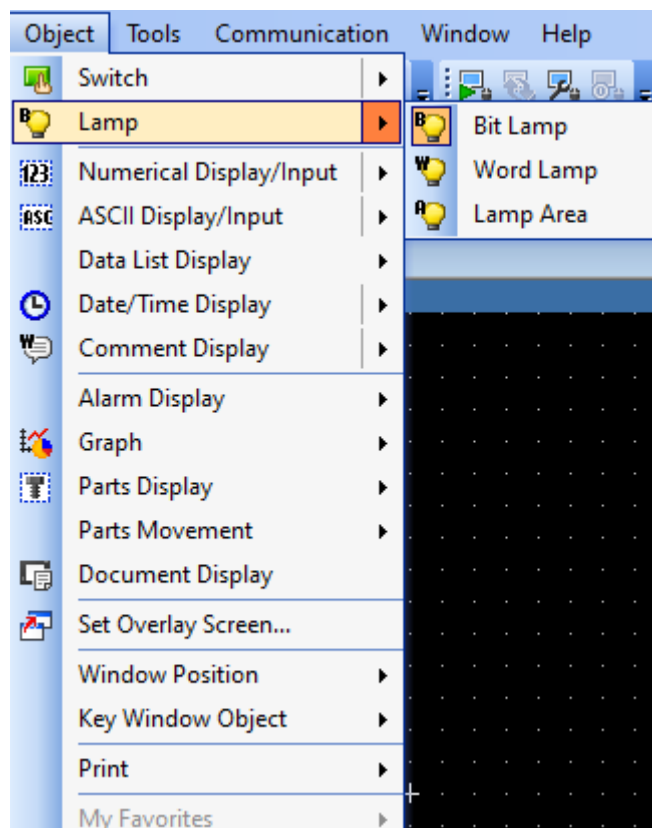 Object Tools Communication Window Help
Switch
B Lamp
B Bit Lamp
W Word Lamp
A Lamp Area
123 Numerical Display/Input
ASC ASCII Display/Input
Data List Display
Date/Time Display
W Comment Display
Alarm Display
Graph
Parts Display
Parts Movement
Document Display
Set Overlay Screen...
Window Position
Key Window Object
Print
My Favorites